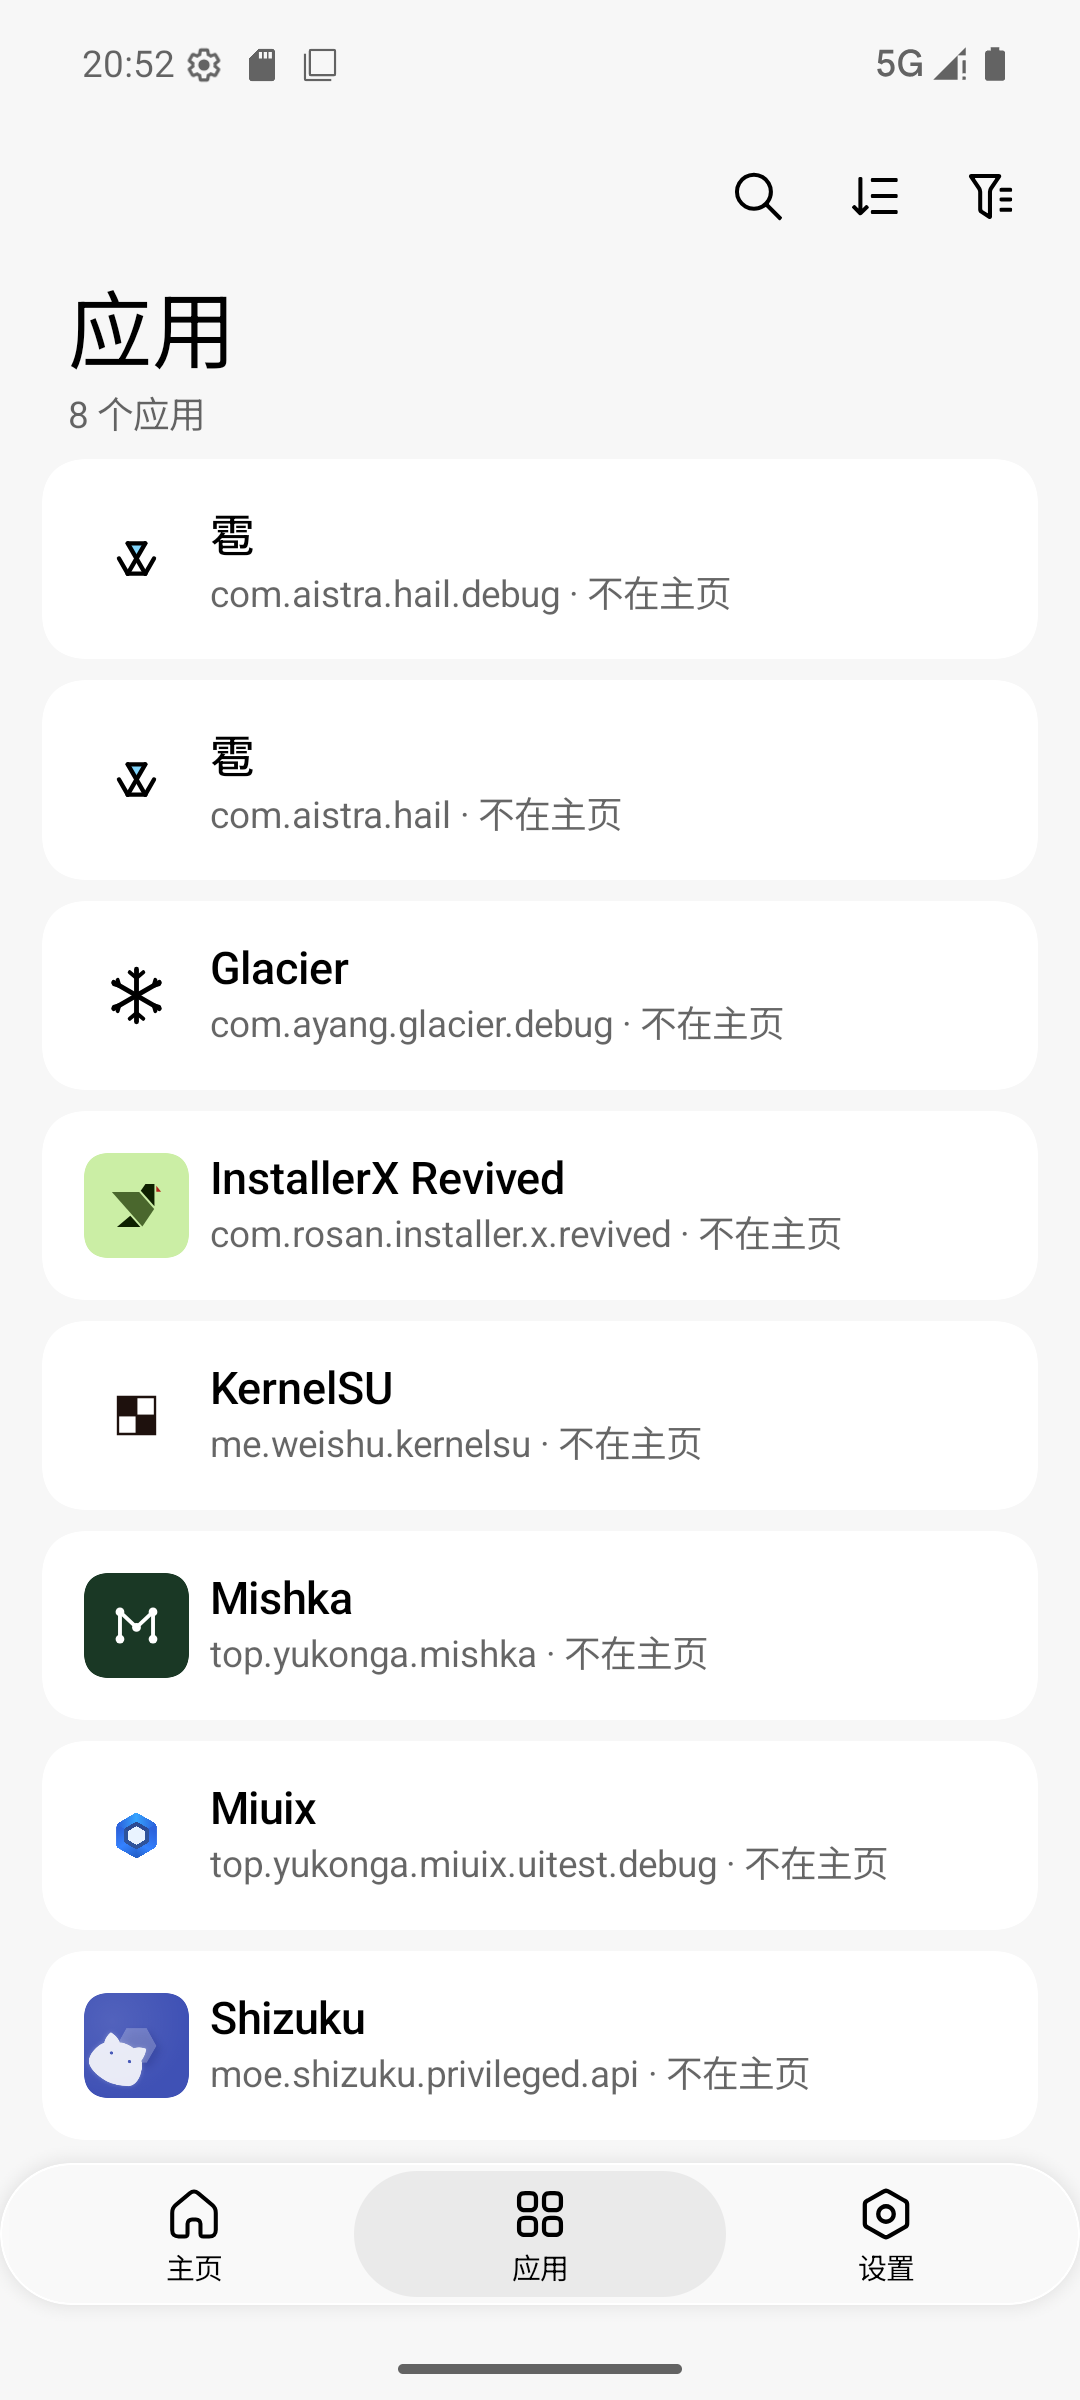 20:52
5G
应用
8 个应用
雹
com.aistra.hail.debug · 不在主页
雹
com.aistra.hail · 不在主页
Glacier
com.ayang.glacier.debug · 不在主页
InstallerX Revived
com.rosan.installer.x.revived · 不在主页
KernelSU
me.weishu.kernelsu · 不在主页
Mishka
top.yukonga.mishka · 不在主页
Miuix
top.yukonga.miuix.uitest.debug · 不在主页
Shizuku
moe.shizuku.privileged.api · 不在主页
主页
应用
设置